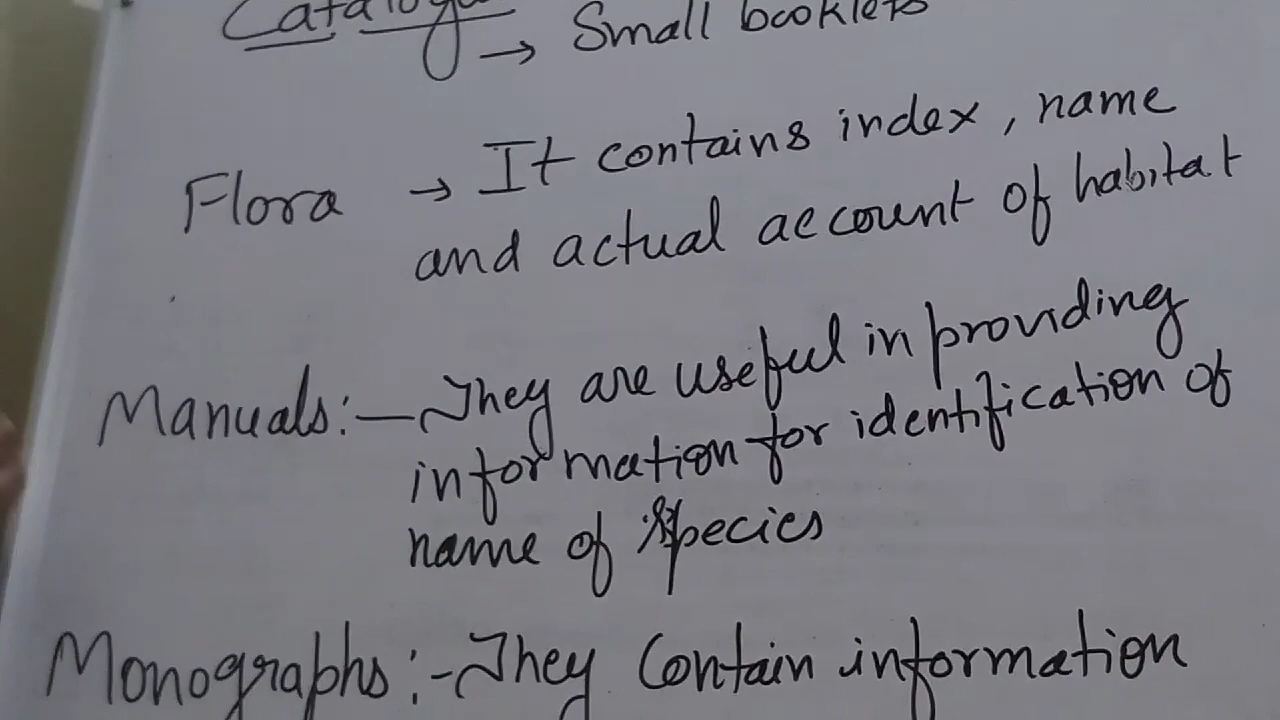 → Small booklets
Flora → It contains index, name
and actual account of habitat
Manuals:— They are useful in providing
information for identification of
name of species
Monographs:- They Contain information